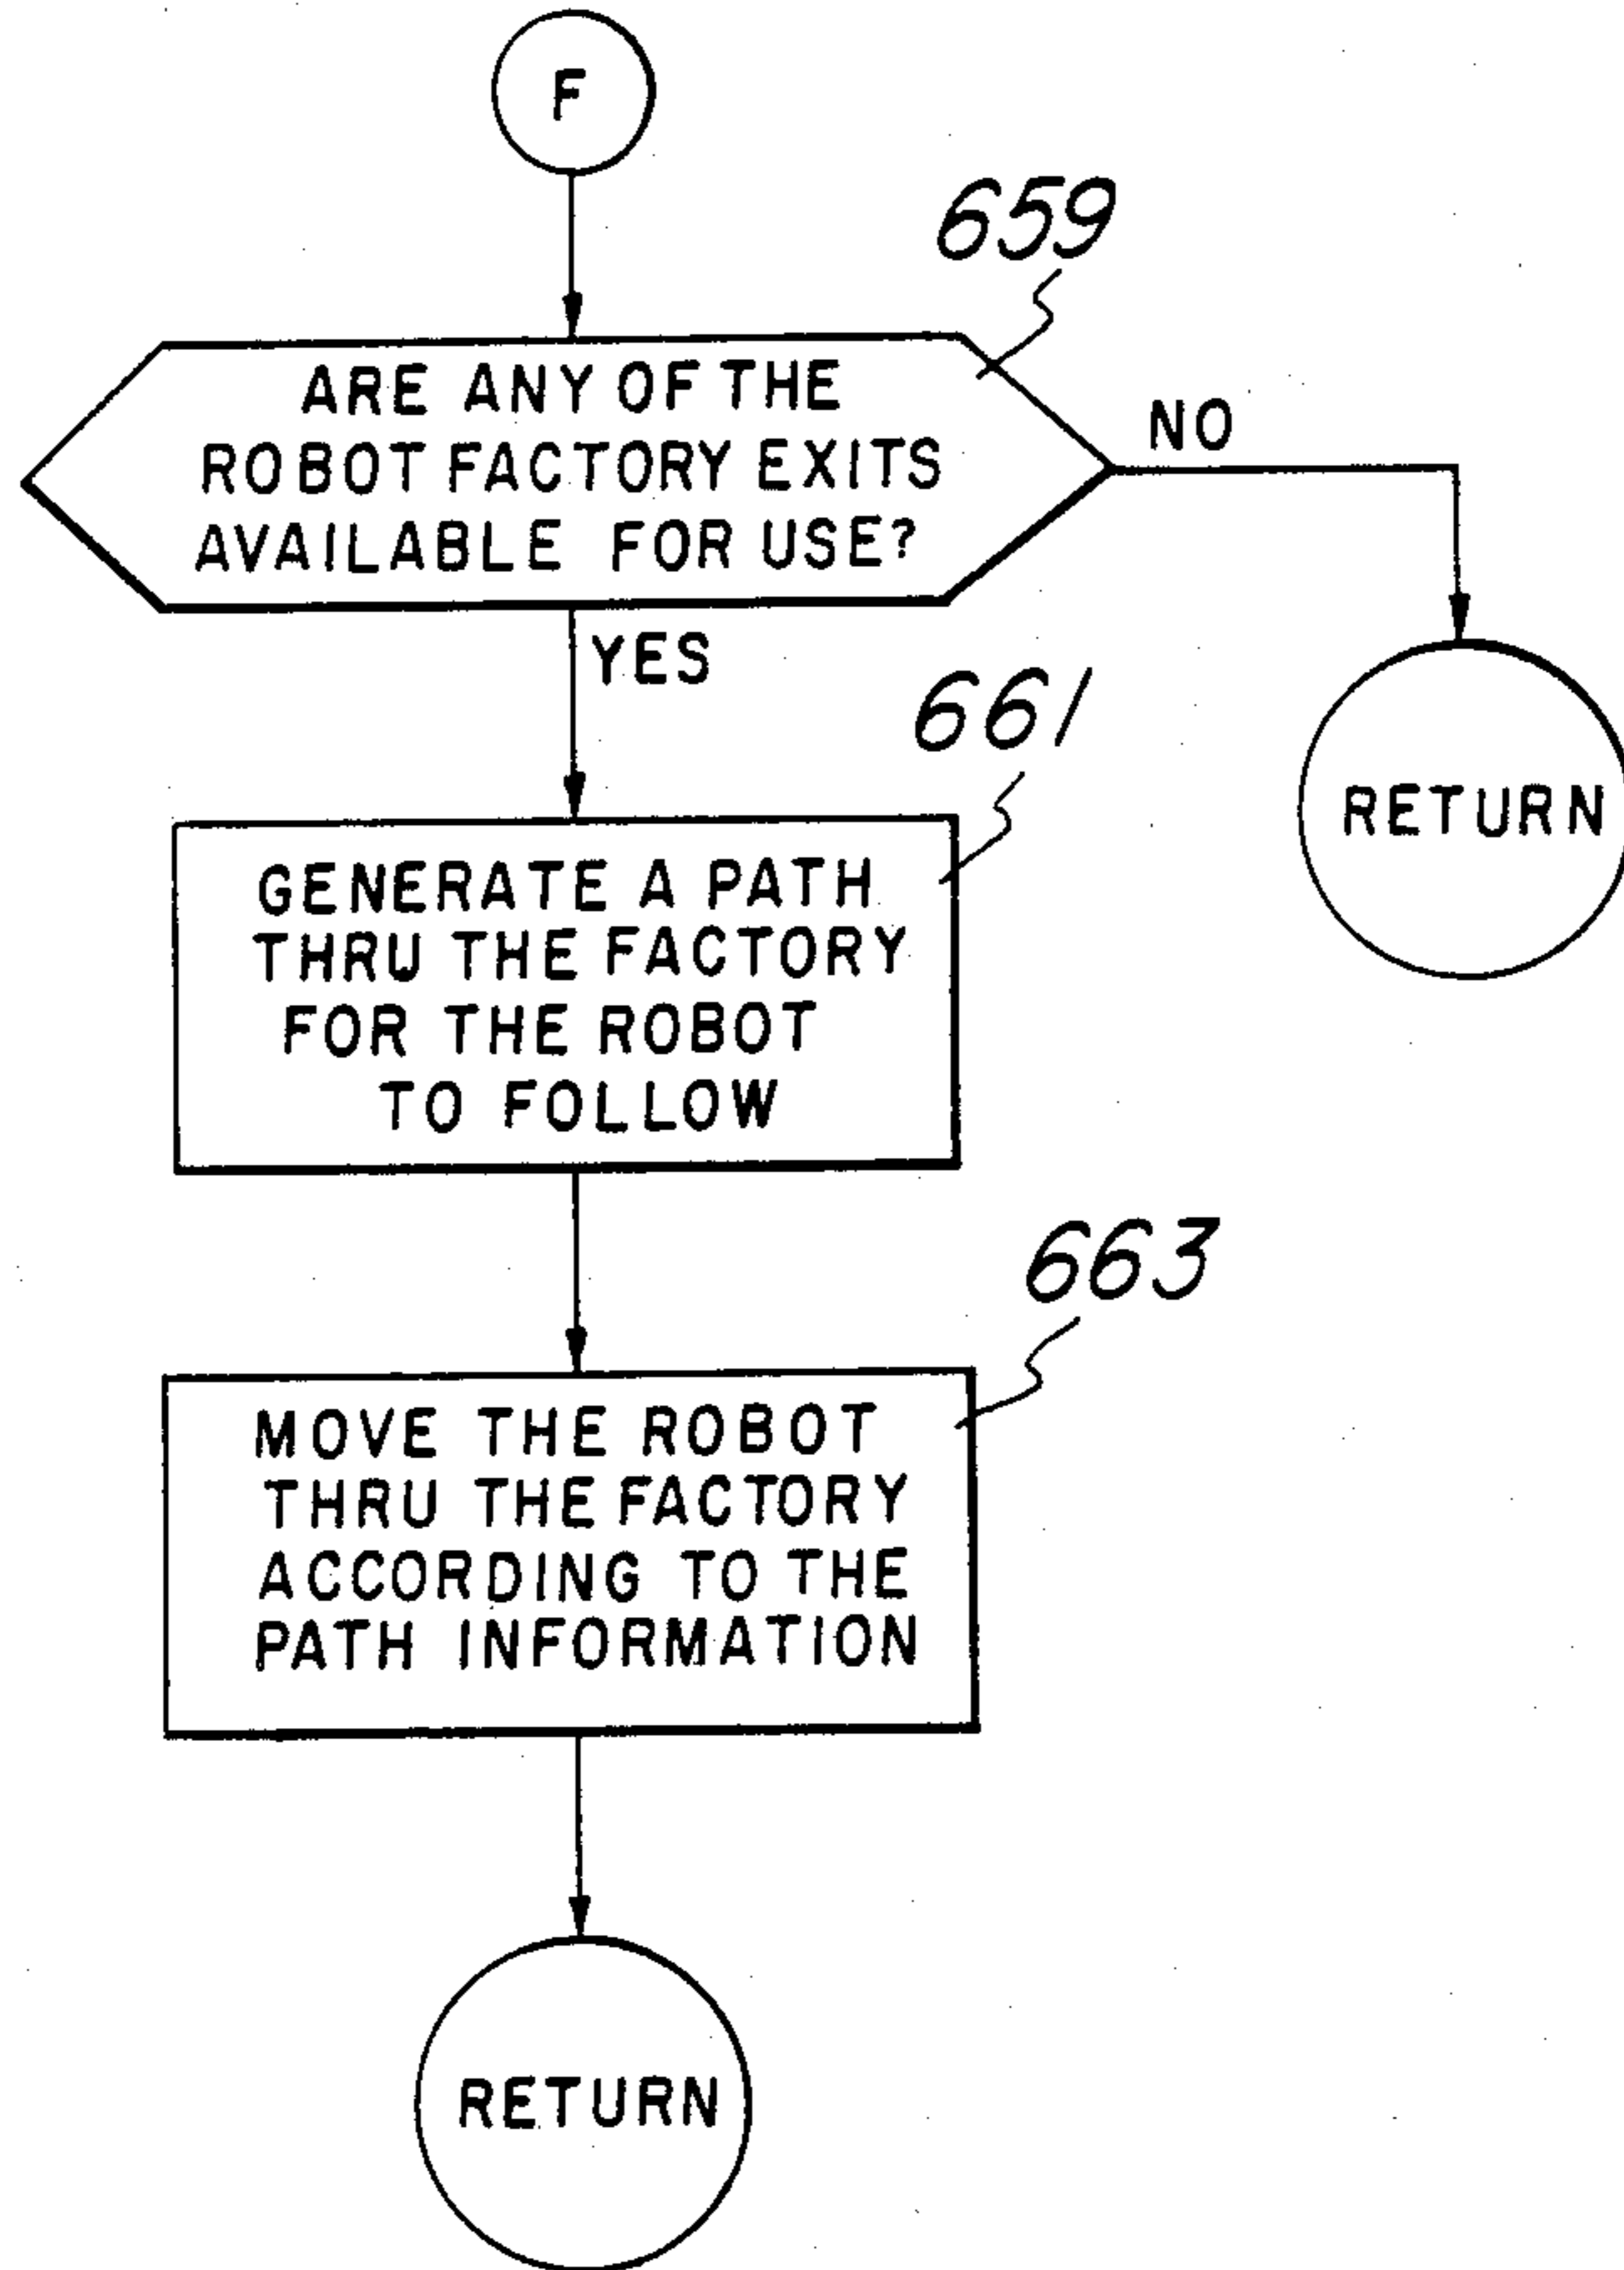 F
659
ARE ANY OF THE
ROBOT FACTORY EXITS
AVAILABLE FOR USE?
NO
YES
661
RETURN
GENERATE A PATH
THRU THE FACTORY
FOR THE ROBOT
TO FOLLOW
663
MOVE THE ROBOT
THRU THE FACTORY
ACCORDING TO THE
PATH INFORMATION
RETURN